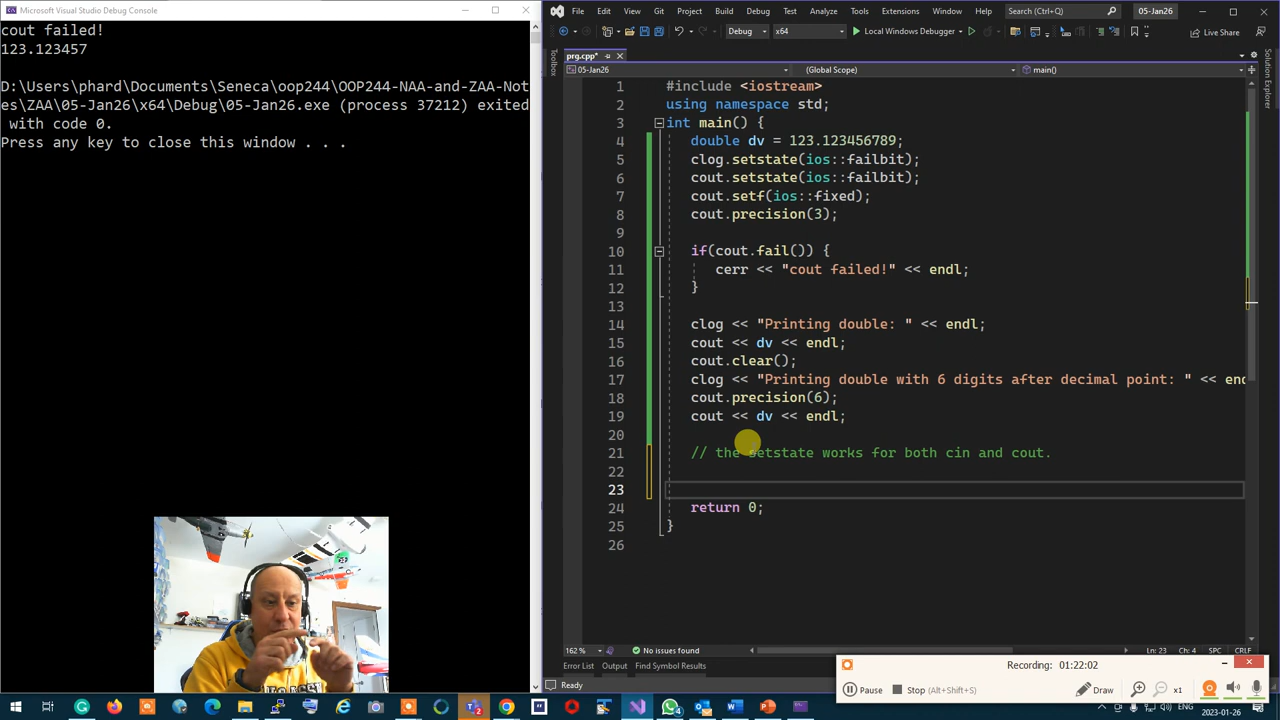 Microsoft Visual Studio Debug Console
cout failed!
123.123457
D:\Users\phard\Documents\Seneca\oop244\OOP244-NAA-and-ZAA-Not
es\ZAA\05-Jan26\x64\Debug\05-Jan26.exe (process 37212) exited
with code 0.
Press any key to close this window . . .
File Edit View Git Project Build Debug Test Analyze Tools Extensions Window Help Search (Ctrl+Q) 05-Jan26
Debug x64 Local Windows Debugger Live Share
prg.cpp*
05-Jan26 (Global Scope) main()
Toolbox
Solution Explorer
1 #include <iostream>
2 using namespace std;
3 int main() {
4 double dv = 123.123456789;
5 clog.setstate(ios::failbit);
6 cout.setstate(ios::failbit);
7 cout.setf(ios::fixed);
8 cout.precision(3);
9
10 if(cout.fail()) {
11 cerr << "cout failed!" << endl;
12 }
13
14 clog << "Printing double: " << endl;
15 cout << dv << endl;
16 cout.clear();
17 clog << "Printing double with 6 digits after decimal point: " << en
18 cout.precision(6);
19 cout << dv << endl;
20
21 // the setstate works for both cin and cout.
22
23
24 return 0;
25 }
26
162 % No issues found Ln: 23 Ch: 4 SPC CRLF
Error List Output Find Symbol Results
Ready
Recording: 01:22:02
Pause Stop (Alt+Shift+S) Draw x1
ENG 2023-01-26